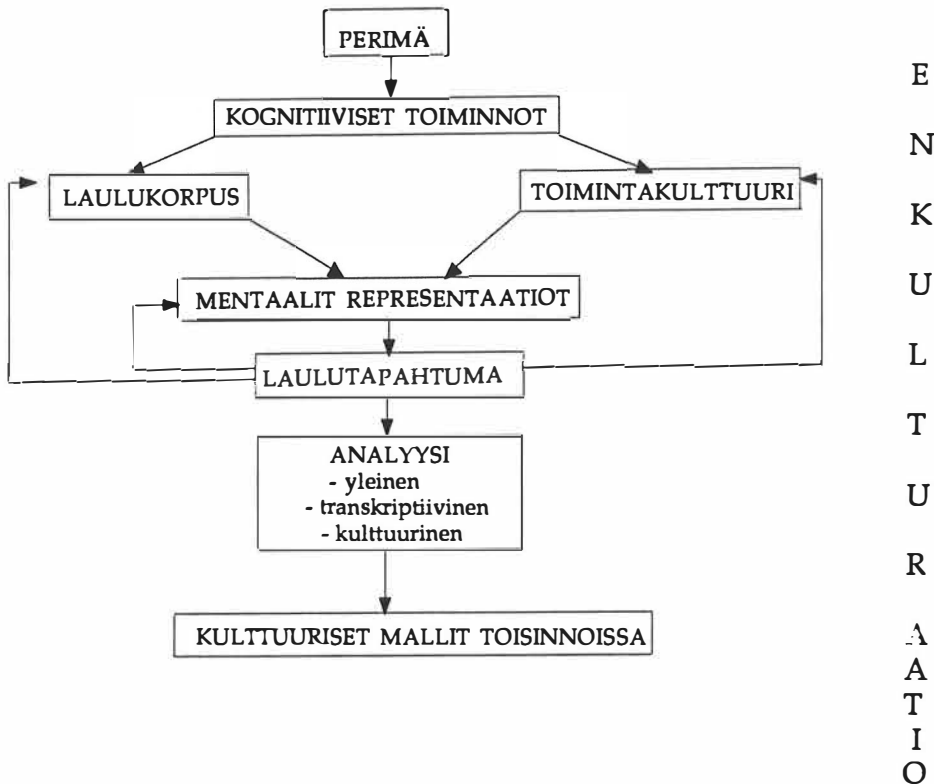 PERIMÄ
KOGNITIIVISET TOIMINNOT
LAULUKORPUS
TOIMINTAKULTTUURI
MENTAALIT REPRESENTAATIOT
LAULUTAPAHTUMA
ANALYYSI
- yleinen
- transkriptiivinen
- kulttuurinen
KULTTUURISET MALLIT TOISINNOISSA
E
N
K
U
L
T
U
R
A
A
T
I
O